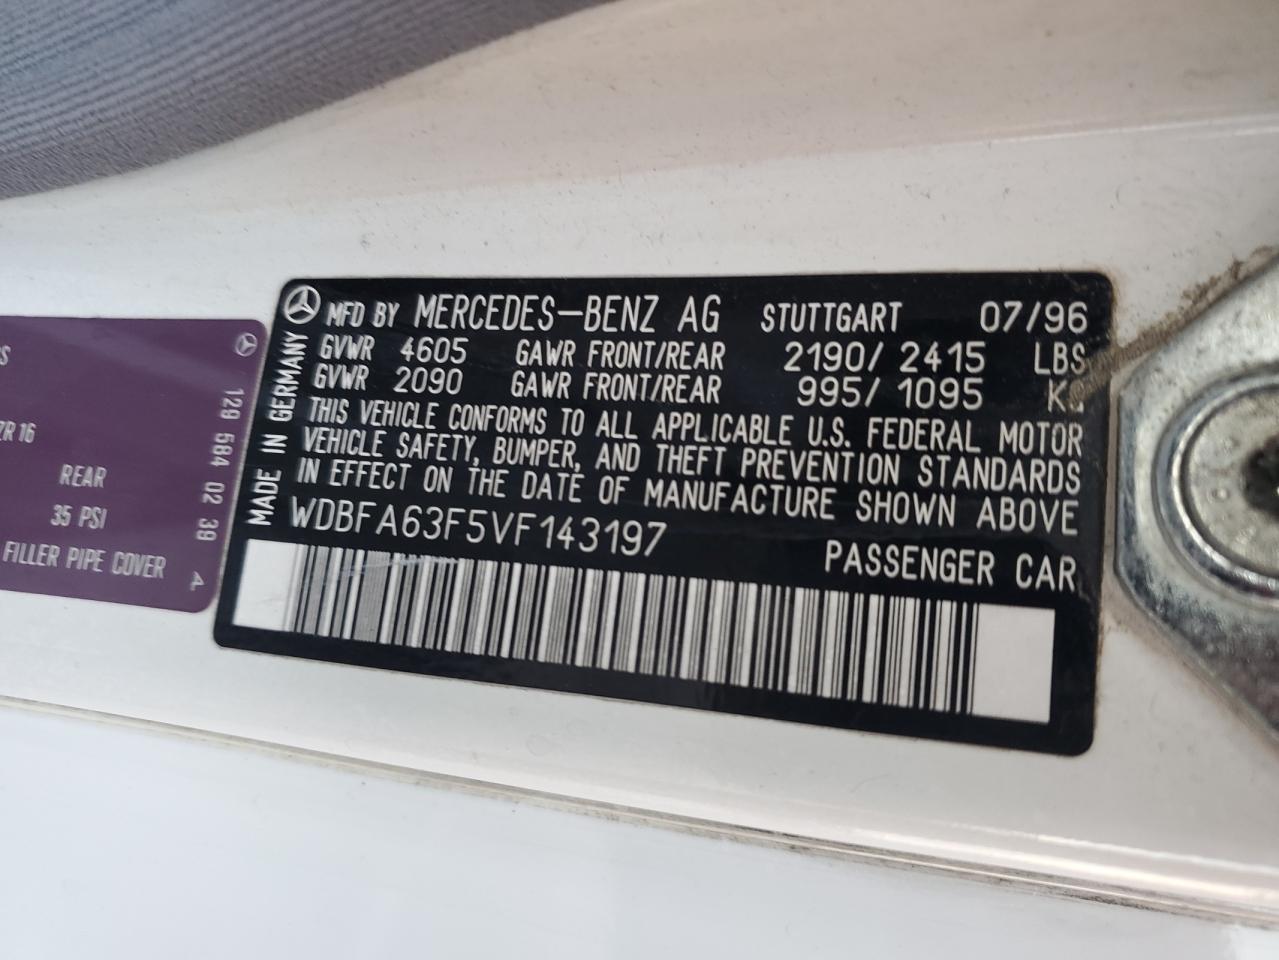 MFD BY MERCEDES-BENZ AG STUTTGART 07/96
GVWR 4605 GAWR FRONT/REAR 2190/ 2415 LBS
GVWR 2090 GAWR FRONT/REAR 995/ 1095 KG
THIS VEHICLE CONFORMS TO ALL APPLICABLE U.S. FEDERAL MOTOR
VEHICLE SAFETY, BUMPER, AND THEFT PREVENTION STANDARDS
IN EFFECT ON THE DATE OF MANUFACTURE SHOWN ABOVE
WDBFA63F5VF143197
PASSENGER CAR
MADE IN GERMANY
ZR 16
REAR
35 PSI
FILLER PIPE COVER
129 584 02 39